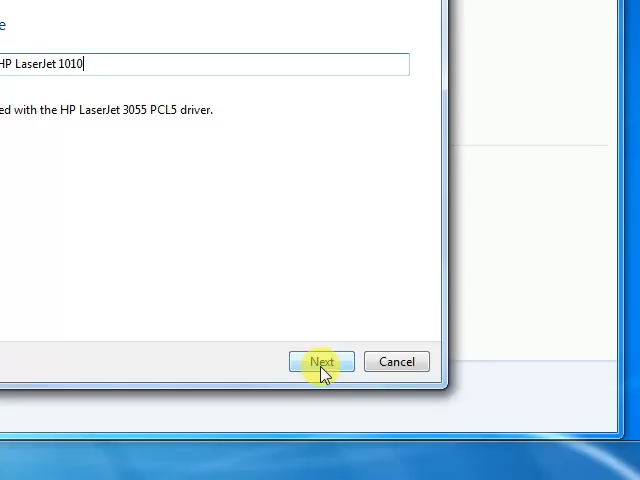 e
HP LaserJet 1010
ed with the HP LaserJet 3055 PCL5 driver.
Next
Cancel